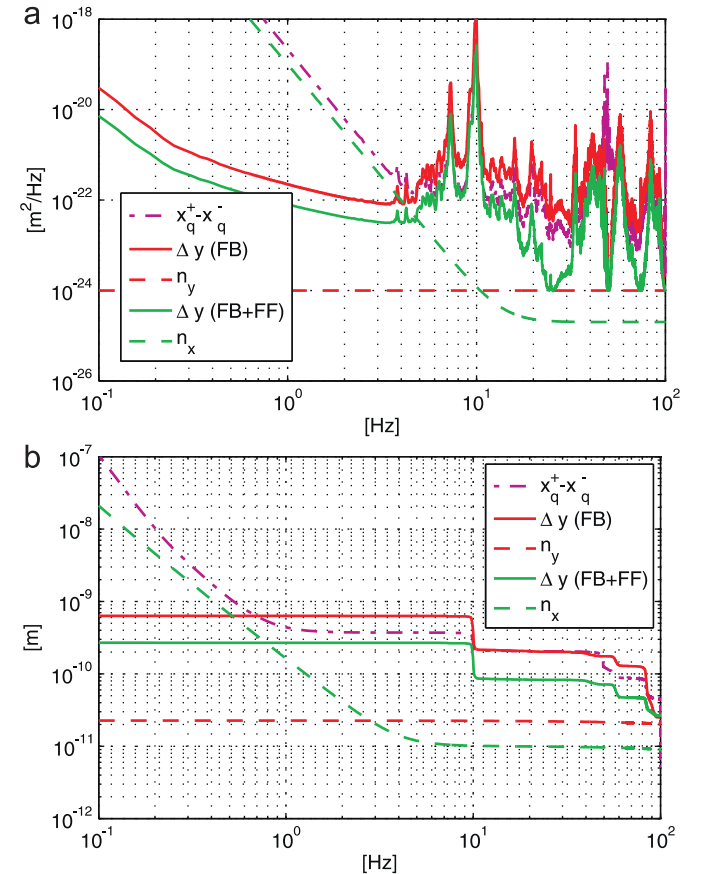 a
10^-18
10^-20
10^-22
10^-24
10^-26
[m^2/Hz]
x_q^+-x_q^-
Δ y (FB)
n_y
Δ y (FB+FF)
n_x
10^-1
10^0
10^1
10^2
[Hz]
b
10^-7
10^-8
10^-9
10^-10
10^-11
10^-12
[m]
x_q^+-x_q^-
Δ y (FB)
n_y
Δ y (FB+FF)
n_x
10^-1
10^0
10^1
10^2
[Hz]